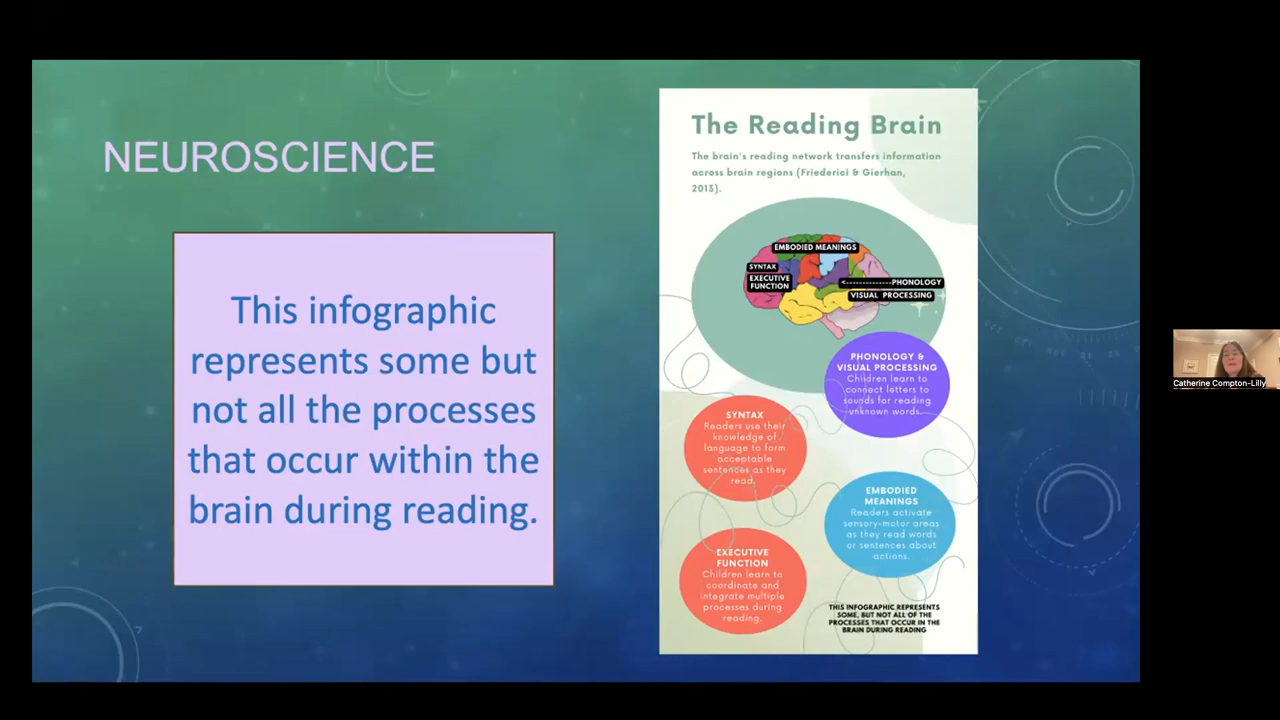 NEUROSCIENCE
This infographic
represents some but
not all the processes
that occur within the
brain during reading.
The Reading Brain
The brain's reading network transfers information
across brain regions (Friederici & Gierhan,
2013).
EMBODIED MEANINGS
SYNTAX
EXECUTIVE
FUNCTION
<--------------PHONOLOGY
VISUAL PROCESSING
PHONOLOGY &
VISUAL PROCESSING
Children learn to
connect letters to
sounds for reading
unknown words.
SYNTAX
Readers use their
knowledge of
language to form
acceptable
sentences as they
read.
EMBODIED
MEANINGS
Readers activate
sensory-motor areas
as they read words
or sentences about
actions.
EXECUTIVE
FUNCTION
Children learn to
coordinate and
integrate multiple
processes during
reading.
THIS INFOGRAPHIC REPRESENTS
SOME, BUT NOT ALL OF THE
PROCESSES THAT OCCUR IN THE
BRAIN DURING READING
Catherine Compton-Lilly